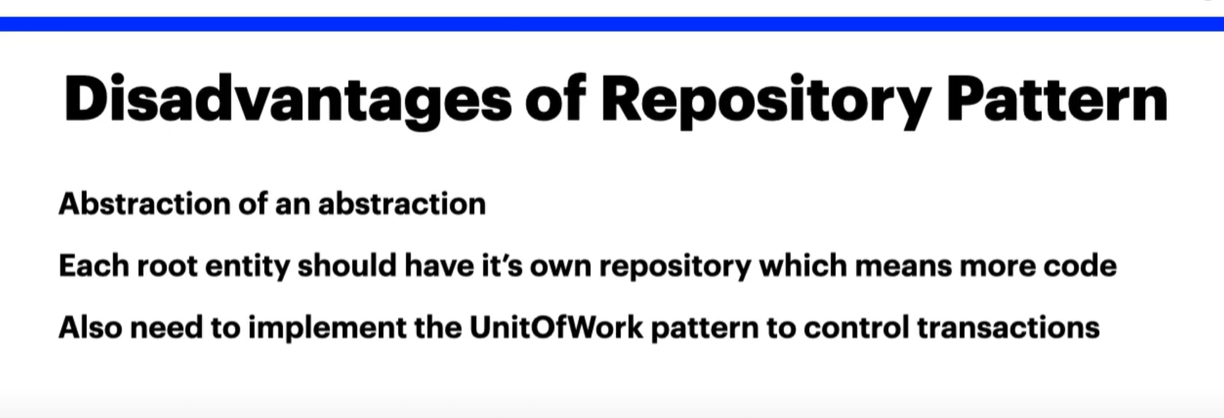 Disadvantages of Repository Pattern
Abstraction of an abstraction
Each root entity should have it’s own repository which means more code
Also need to implement the UnitOfWork pattern to control transactions